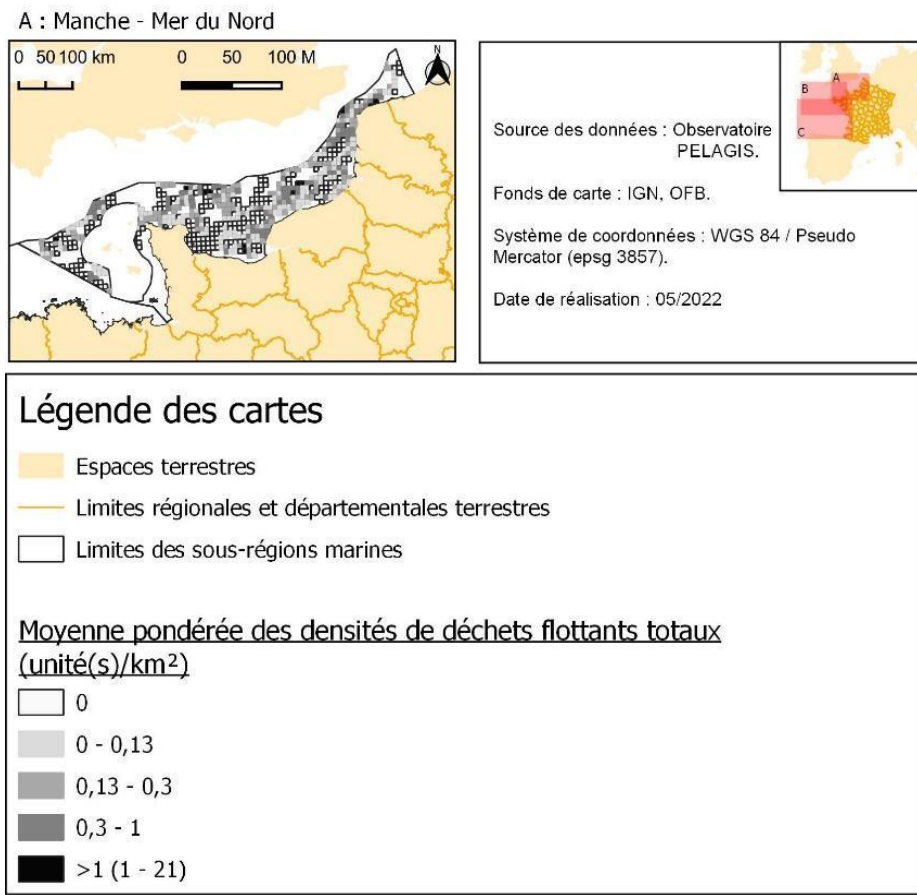 A : Manche - Mer du Nord
0 50 100 km
0 50 100 M
N
A
B
C
Source des données : Observatoire
PELAGIS.
Fonds de carte : IGN, OFB.
Système de coordonnées : WGS 84 / Pseudo
Mercator (epsg 3857).
Date de réalisation : 05/2022
Légende des cartes
Espaces terrestres
Limites régionales et départementales terrestres
Limites des sous-régions marines
Moyenne pondérée des densités de déchets flottants totaux
(unité(s)/km²)
0
0 - 0,13
0,13 - 0,3
0,3 - 1
>1 (1 - 21)